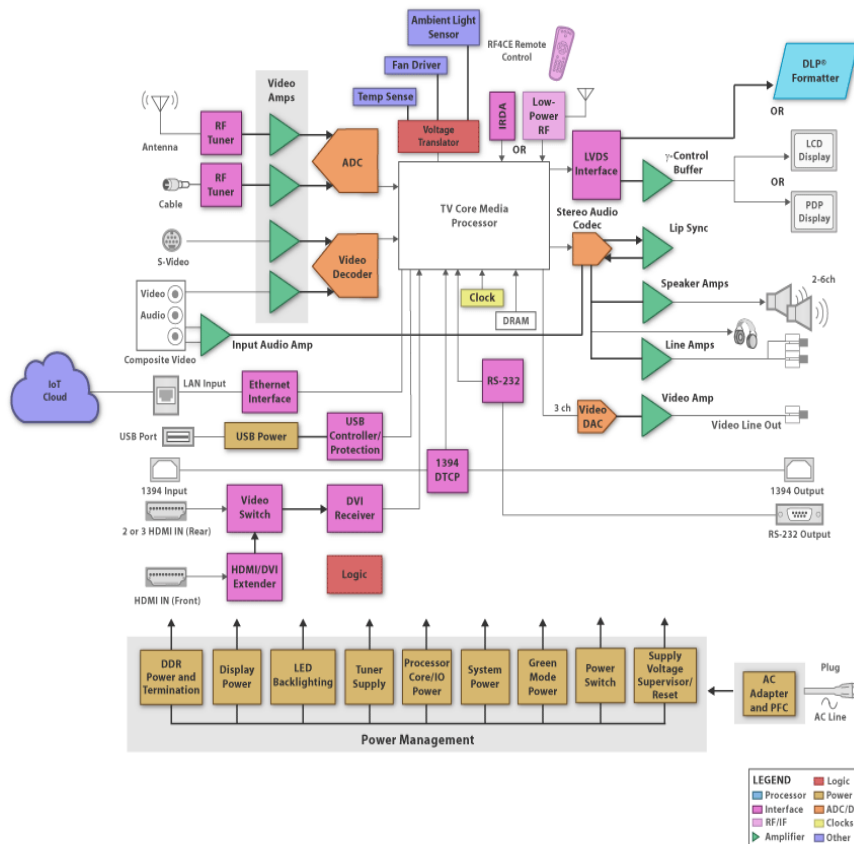 Ambient Light
Sensor
RF4CE Remote
Control
DLP®
Formatter
Fan Driver
Video
Amps
Temp Sense
IRDA
Low-
Power
RF
OR
OR
RF
Tuner
Antenna
Voltage
Translator
ADC
LVDS
Interface
γ-Control
Buffer
LCD
Display
OR
PDP
Display
RF
Tuner
Cable
TV Core Media
Processor
Stereo Audio
Codec
Lip Sync
S-Video
Video
Decoder
Speaker Amps
2-6ch
Clock
DRAM
Video
Audio
Composite Video
Input Audio Amp
Line Amps
IoT
Cloud
LAN Input
Ethernet
Interface
RS-232
3 ch
Video
DAC
Video Amp
Video Line Out
USB Port
USB Power
USB
Controller/
Protection
1394 Input
1394
DTCP
1394 Output
2 or 3 HDMI IN (Rear)
Video
Switch
DVI
Receiver
RS-232 Output
HDMI IN (Front)
HDMI/DVI
Extender
Logic
DDR
Power and
Termination
Display
Power
LED
Backlighting
Tuner
Supply
Processor
Core/IO
Power
System
Power
Green
Mode
Power
Power
Switch
Supply
Voltage
Supervisor/
Reset
AC
Adapter
and PFC
Plug
AC Line
Power Management
LEGEND
Processor
Interface
RF/IF
Amplifier
Logic
Power
ADC/D
Clocks
Other